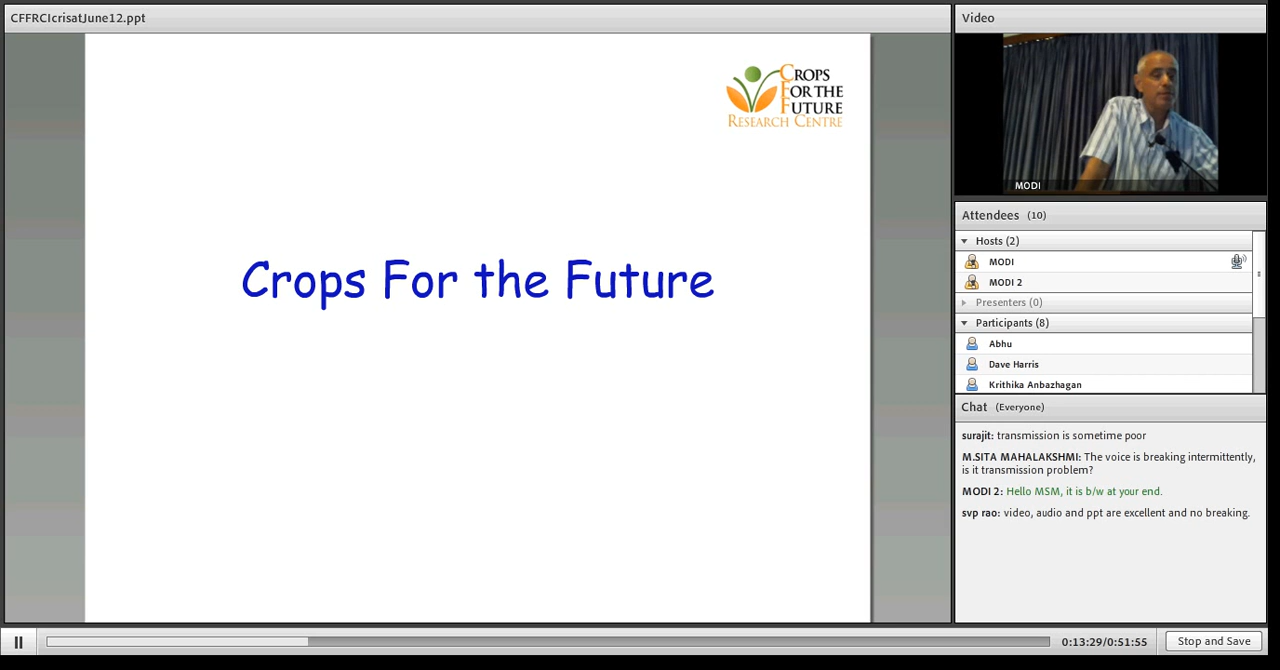 CFFRCIcrisatJune12.ppt
CROPS
FOR THE
FUTURE
RESEARCH CENTRE
Crops For the Future
Video
MODI
Attendees (10)
Hosts (2)
MODI
MODI 2
Presenters (0)
Participants (8)
Abhu
Dave Harris
Krithika Anbazhagan
Chat (Everyone)
surajit: transmission is sometime poor
M.SITA MAHALAKSHMI: The voice is breaking intermittently,
is it transmission problem?
MODI 2: Hello MSM, it is b/w at your end.
svp rao: video, audio and ppt are excellent and no breaking.
0:13:29/0:51:55
Stop and Save